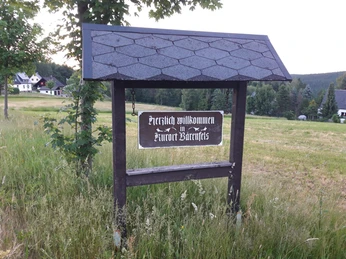 Herzlich willkommen
in
Kurort Bärenfels